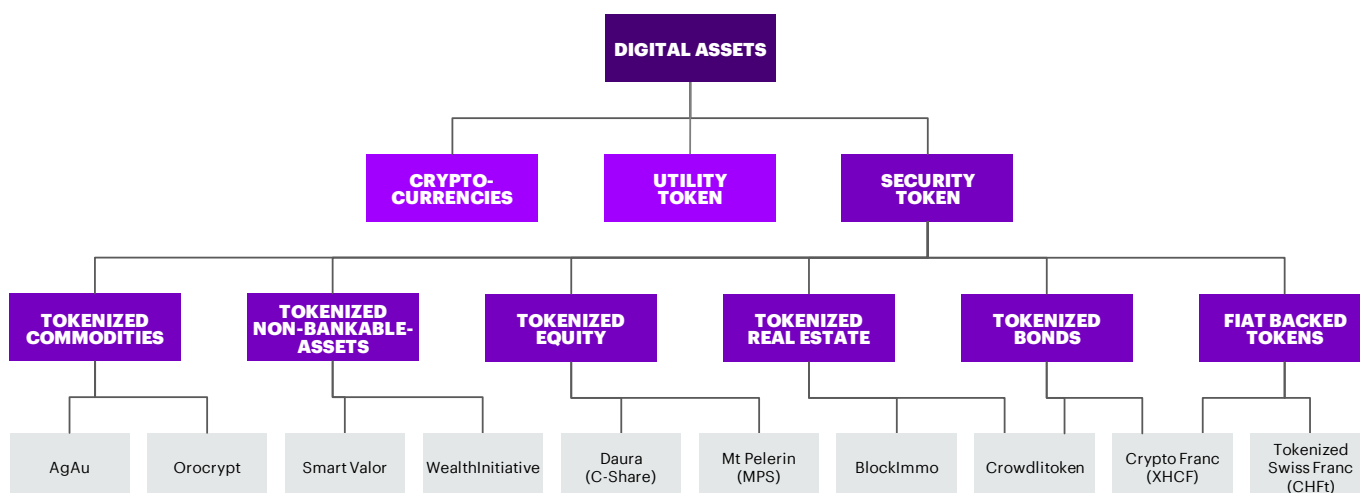 DIGITAL ASSETS
CRYPTO-
CURRENCIES
UTILITY
TOKEN
SECURITY
TOKEN
TOKENIZED
COMMODITIES
TOKENIZED
NON-BANKABLE-
ASSETS
TOKENIZED
EQUITY
TOKENIZED
REAL ESTATE
TOKENIZED
BONDS
FIAT BACKED
TOKENS
AgAu
Orocrypt
Smart Valor
WealthInitiative
Daura
(C-Share)
Mt Pelerin
(MPS)
BlockImmo
Crowdlitoken
Crypto Franc
(XHCF)
Tokenized
Swiss Franc
(CHFt)